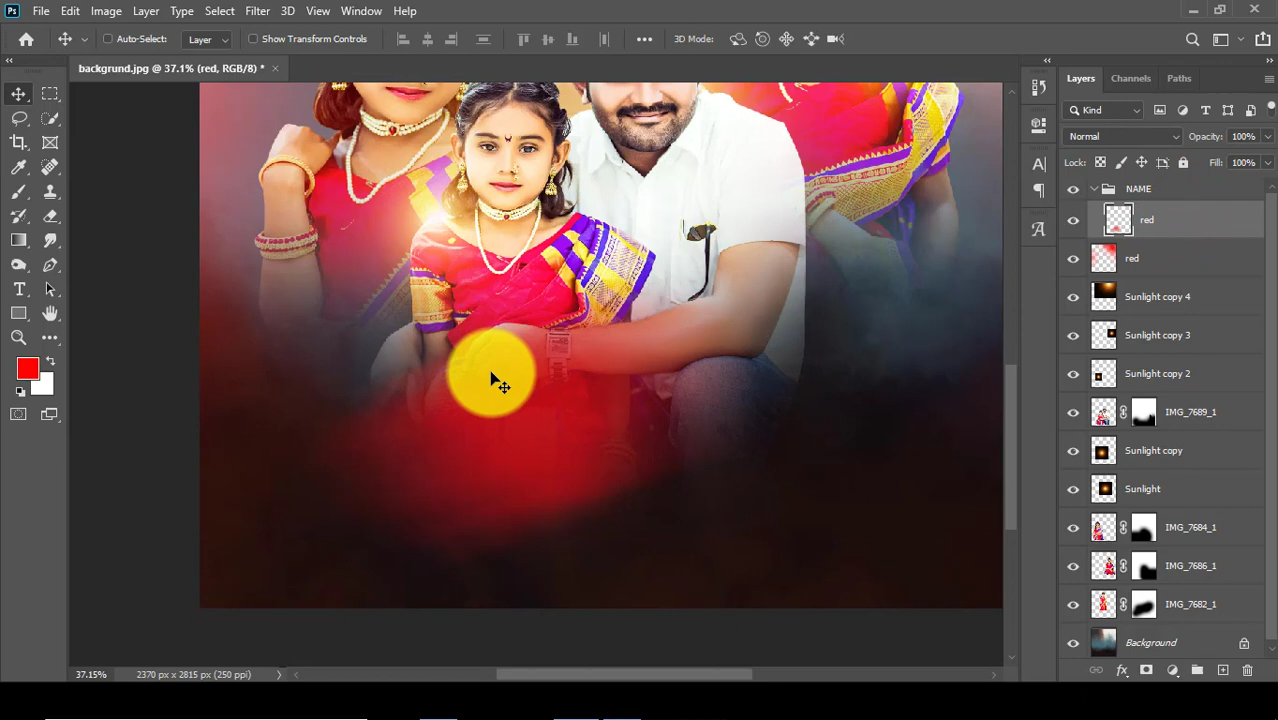 Ps File Edit Image Layer Type Select Filter 3D View Window Help
Auto-Select: Layer Show Transform Controls 3D Mode:
backgrund.jpg @ 37.1% (red, RGB/8) *
Layers Channels Paths
Kind
Normal Opacity: 100%
Lock: Fill: 100%
NAME
red
red
Sunlight copy 4
Sunlight copy 3
Sunlight copy 2
IMG_7689_1
Sunlight copy
Sunlight
IMG_7684_1
IMG_7686_1
IMG_7682_1
Background
37.15% 2370 px x 2815 px (250 ppi)